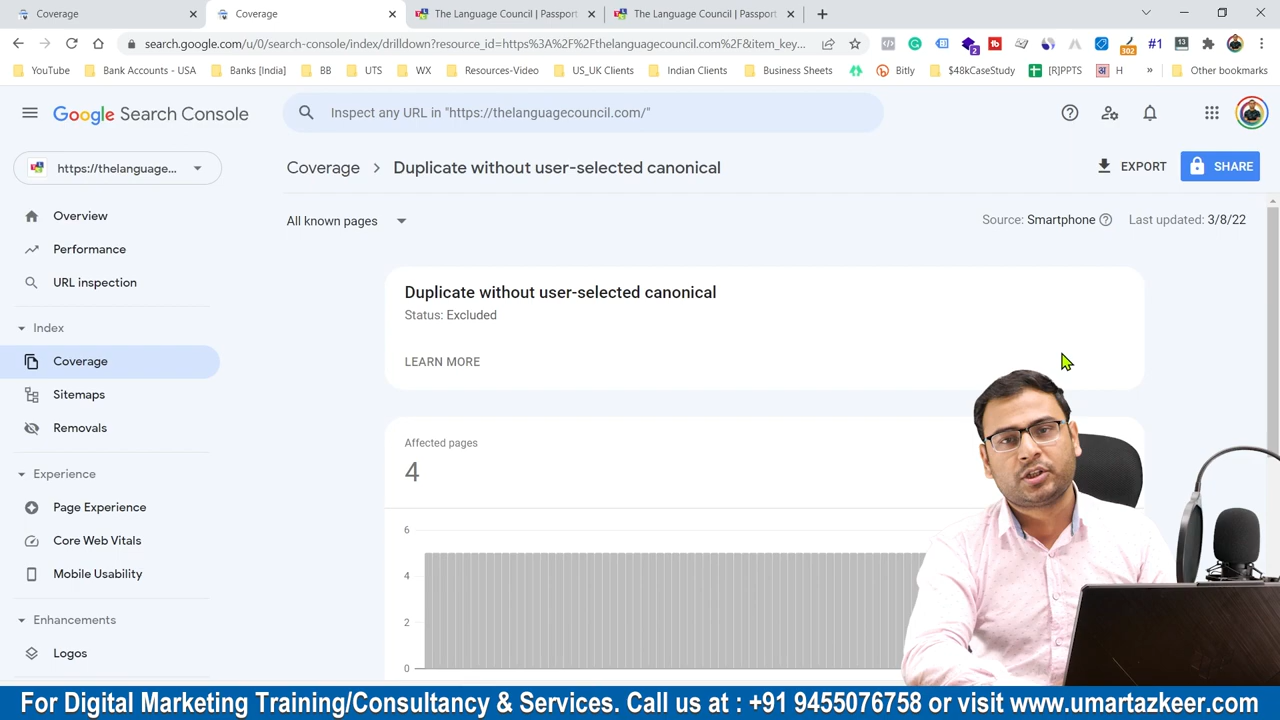 Coverage
Coverage
The Language Council | Passport
The Language Council | Passport
search.google.com/u/0/search-console/index/drilldown?resource_id=https%3A%2F%2Fthelanguagecouncil.com%2F&item_key...
302
#1
13
2
YouTube
Bank Accounts - USA
Banks [India]
BB
UTS
WX
Resources-Video
US_UK Clients
Indian Clients
Business Sheets
Bitly
$48kCaseStudy
[R]PPTS
H
»
Other bookmarks
Google Search Console
Inspect any URL in "https://thelanguagecouncil.com/"
https://thelanguage...
Coverage > Duplicate without user-selected canonical
EXPORT
SHARE
Overview
Performance
URL inspection
Index
Coverage
Sitemaps
Removals
Experience
Page Experience
Core Web Vitals
Mobile Usability
Enhancements
Logos
All known pages
Source: Smartphone
Last updated: 3/8/22
Duplicate without user-selected canonical
Status: Excluded
LEARN MORE
Affected pages
4
6
4
2
0
For Digital Marketing Training/Consultancy & Services. Call us at : +91 9455076758 or visit www.umartazkeer.com